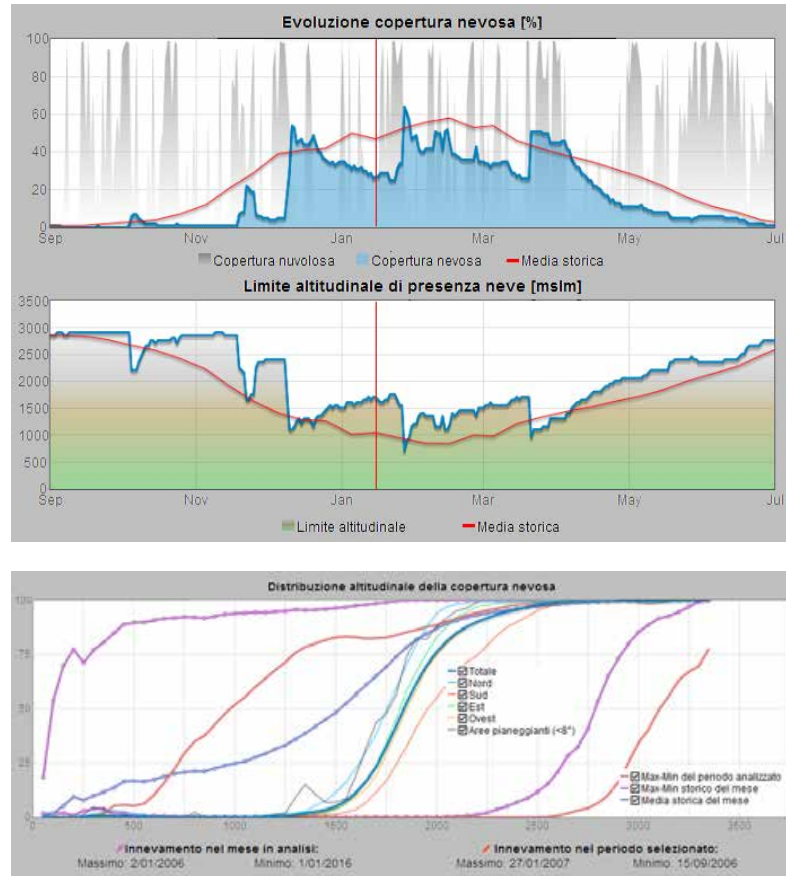 Evoluzione copertura nevosa [%]
100
80
60
40
20
0
Sep Nov Jan Mar May Jul
Copertura nuvolosa Copertura nevosa Media storica
Limite altitudinale di presenza neve [mslm]
3500
3000
2500
2000
1500
1000
500
0
Sep Nov Jan Mar May Jul
Limite altitudinale Media storica
Distribuzione altitudinale della copertura nevosa
100
75
50
25
0
Totale
Nord
Sud
Est
Ovest
Aree pianeggianti (<8°)
Max-Min del periodo analizzato
Max-Min storico del mese
Media storica del mese
0 500 1000 1500 2000 2500 3000 3500
Innevamento nel mese in analisi: Innevamento nel periodo selezionato:
Massimo: 2/01/2006 Minimo: 1/01/2016 Massimo: 27/01/2007 Minimo: 15/09/2006